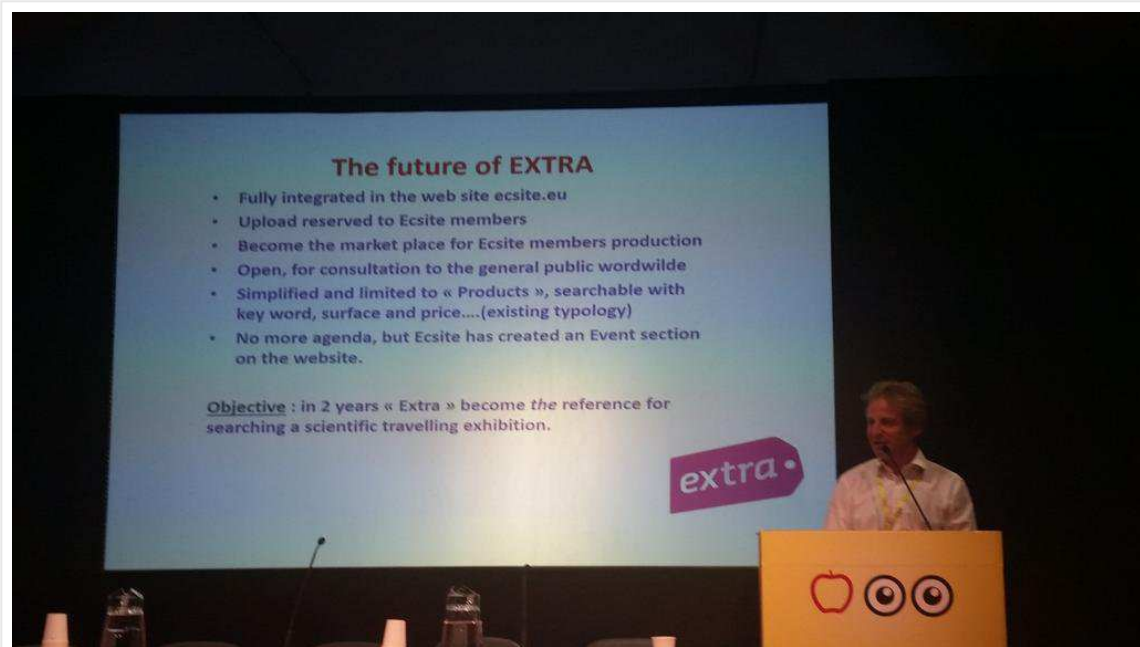 The future of EXTRA
• Fully integrated in the web site ecsite.eu
• Upload reserved to Ecsite members
• Become the market place for Ecsite members production
• Open, for consultation to the general public wordwilde
• Simplified and limited to « Products », searchable with
key word, surface and price....(existing typology)
• No more agenda, but Ecsite has created an Event section
on the website.
Objective : in 2 years « Extra » become the reference for
searching a scientific travelling exhibition.
extra